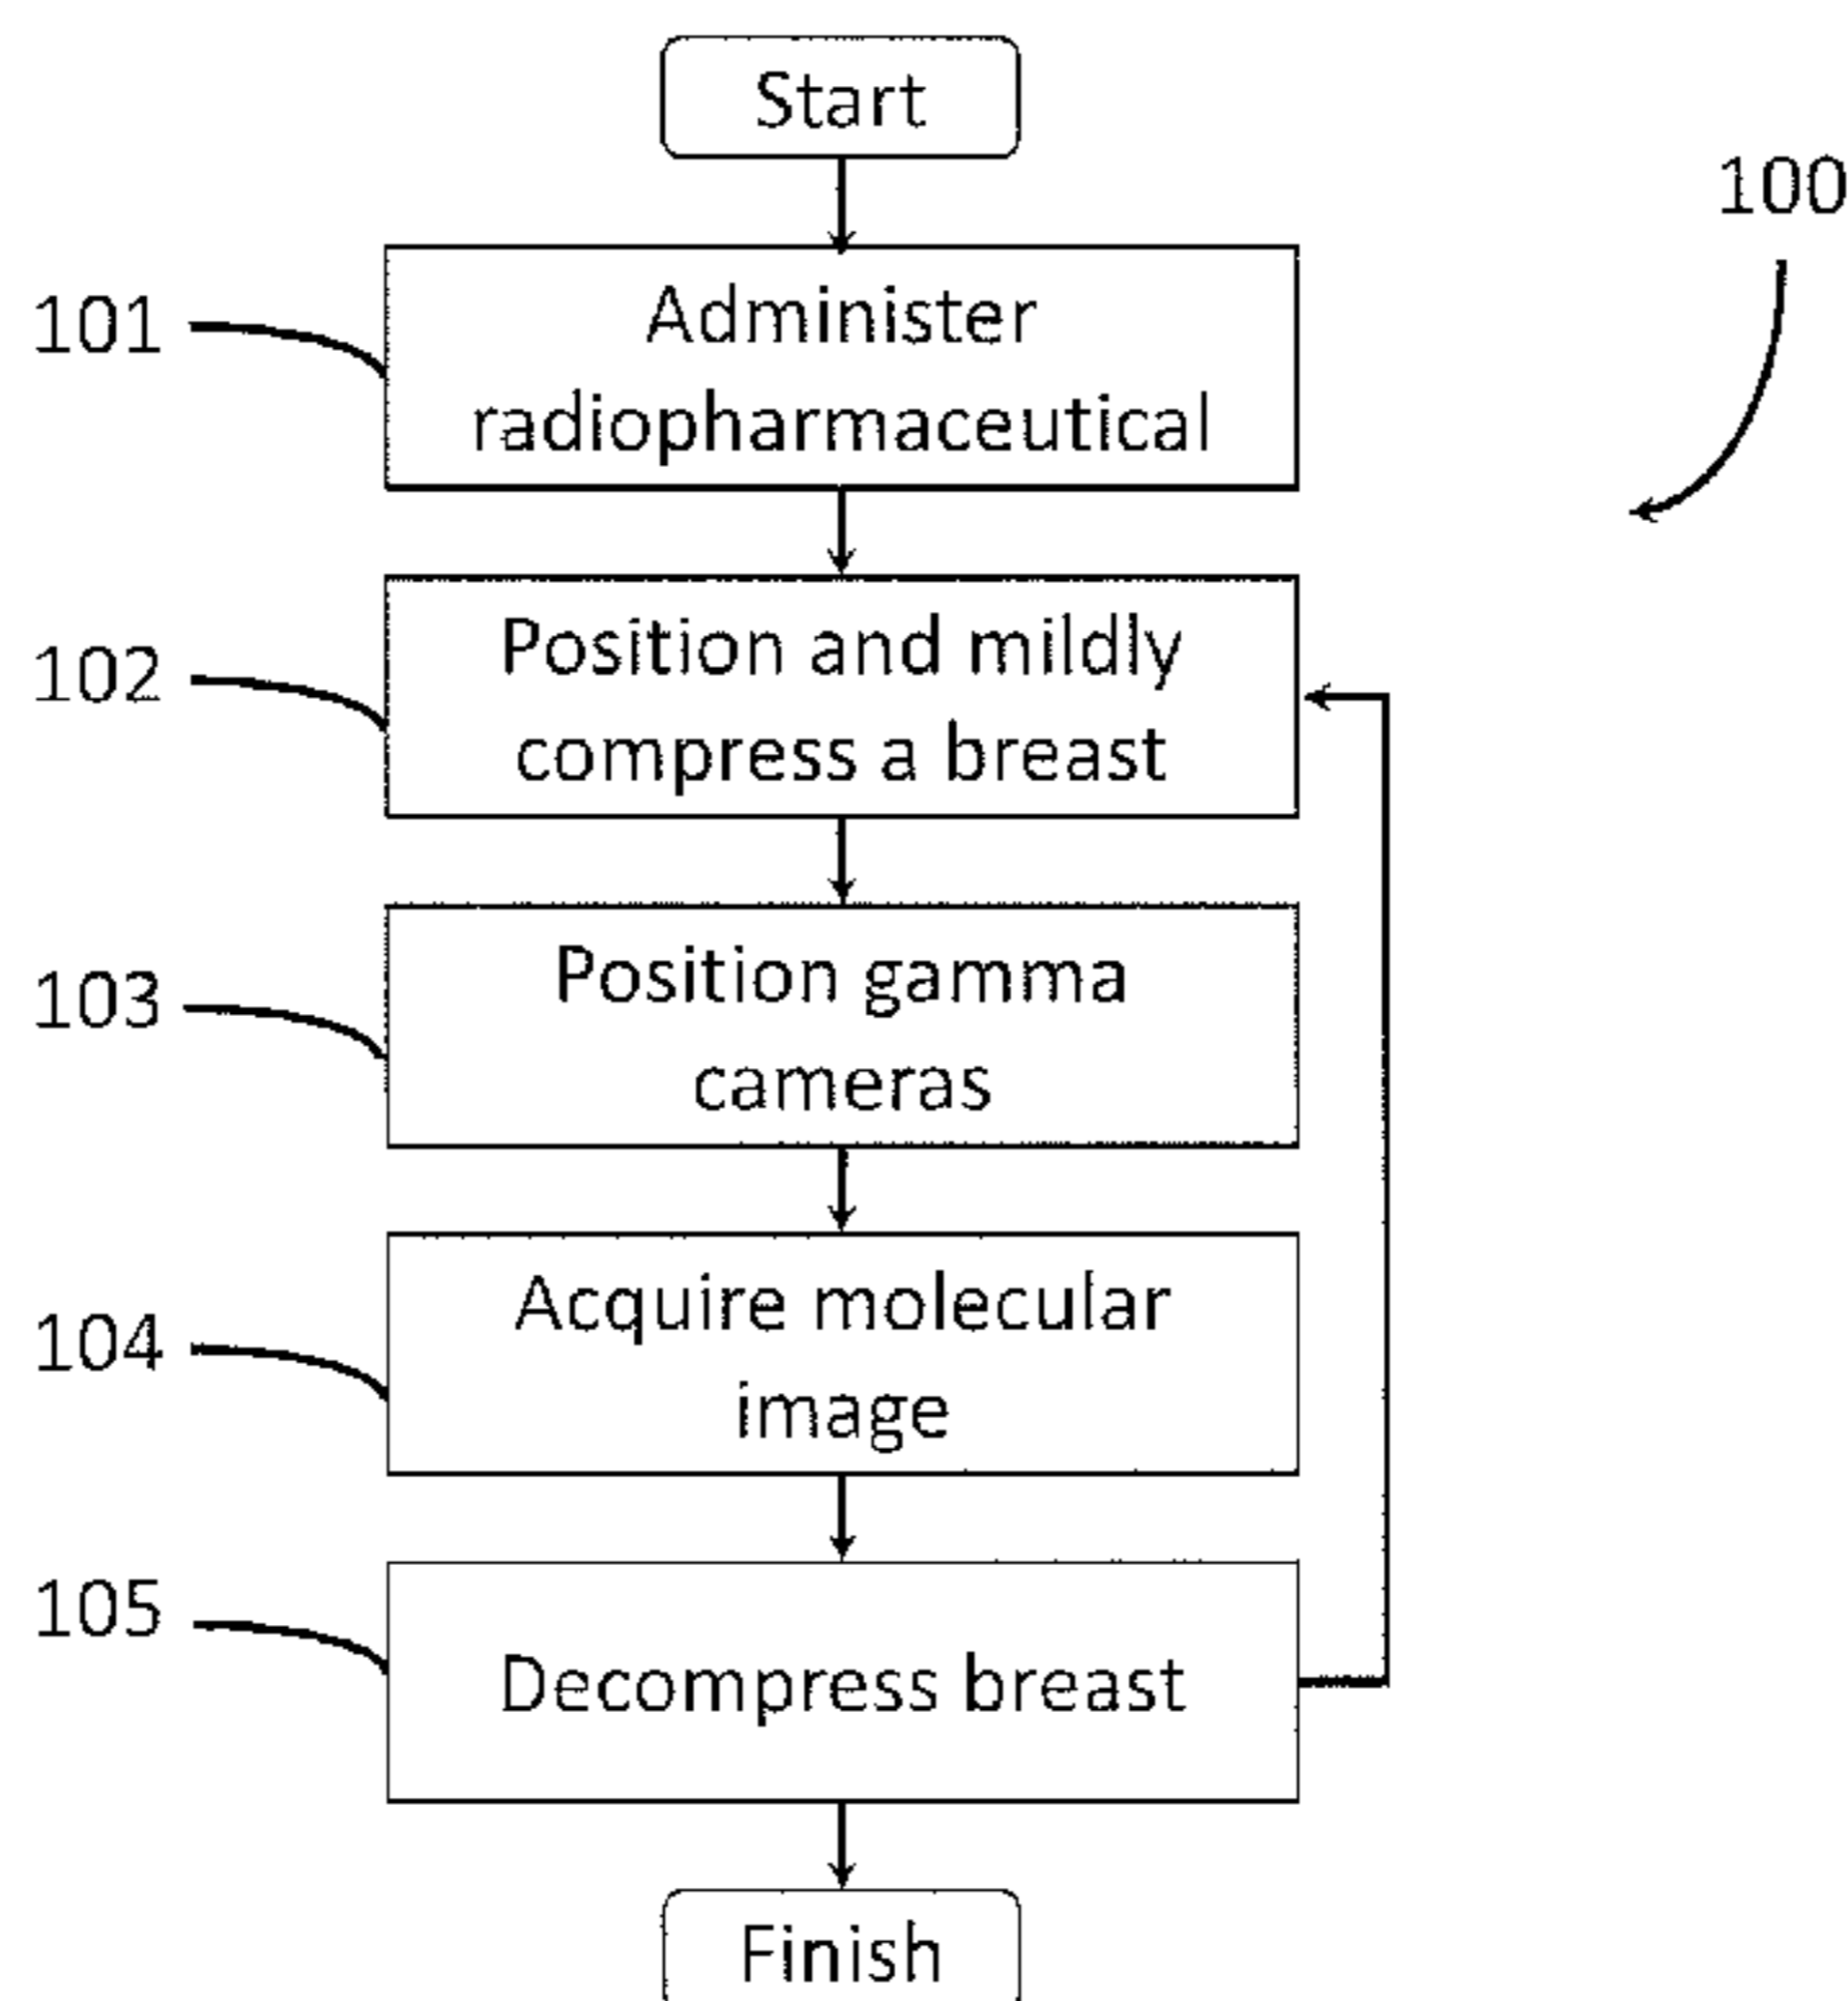 Start
100
101
Administer
radiopharmaceutical
102
Position and mildly
compress a breast
103
Position gamma
cameras
104
Acquire molecular
image
105
Decompress breast
Finish